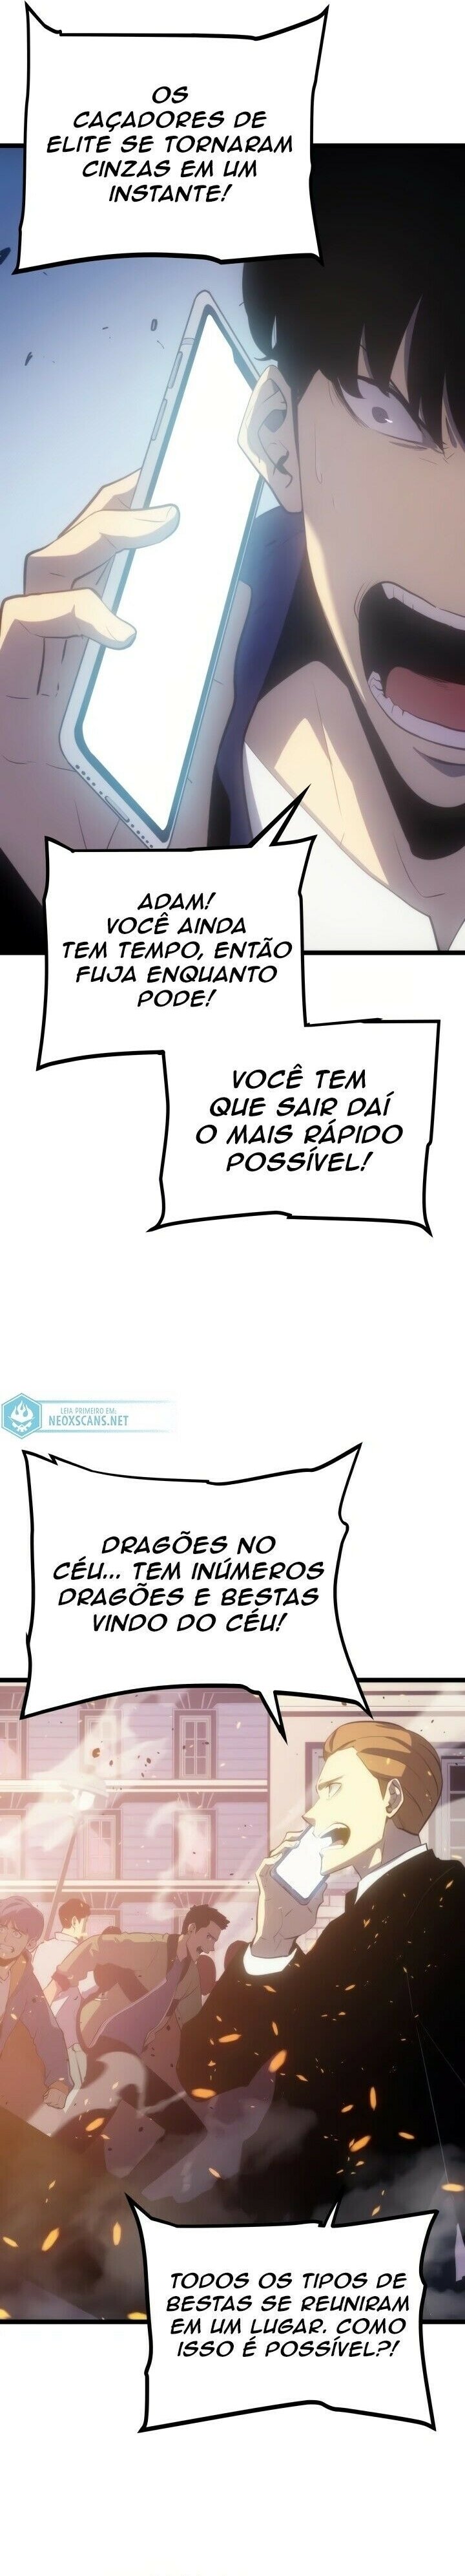 OS
CAÇADORES DE
ELITE SE TORNARAM
CINZAS EM UM
INSTANTE!
ADAM!
VOCÊ AINDA
TEM TEMPO, ENTÃO
FUJA ENQUANTO
PODE!
VOCÊ TEM
QUE SAIR DAÍ
O MAIS RÁPIDO
POSSÍVEL!
LEIA PRIMEIRO EM:
NEOXSCANS.NET
DRAGÕES NO
CÉU... TEM INÚMEROS
DRAGÕES E BESTAS
VINDO DO CÉU!
TODOS OS TIPOS DE
BESTAS SE REUNIRAM
EM UM LUGAR. COMO
ISSO É POSSÍVEL?!